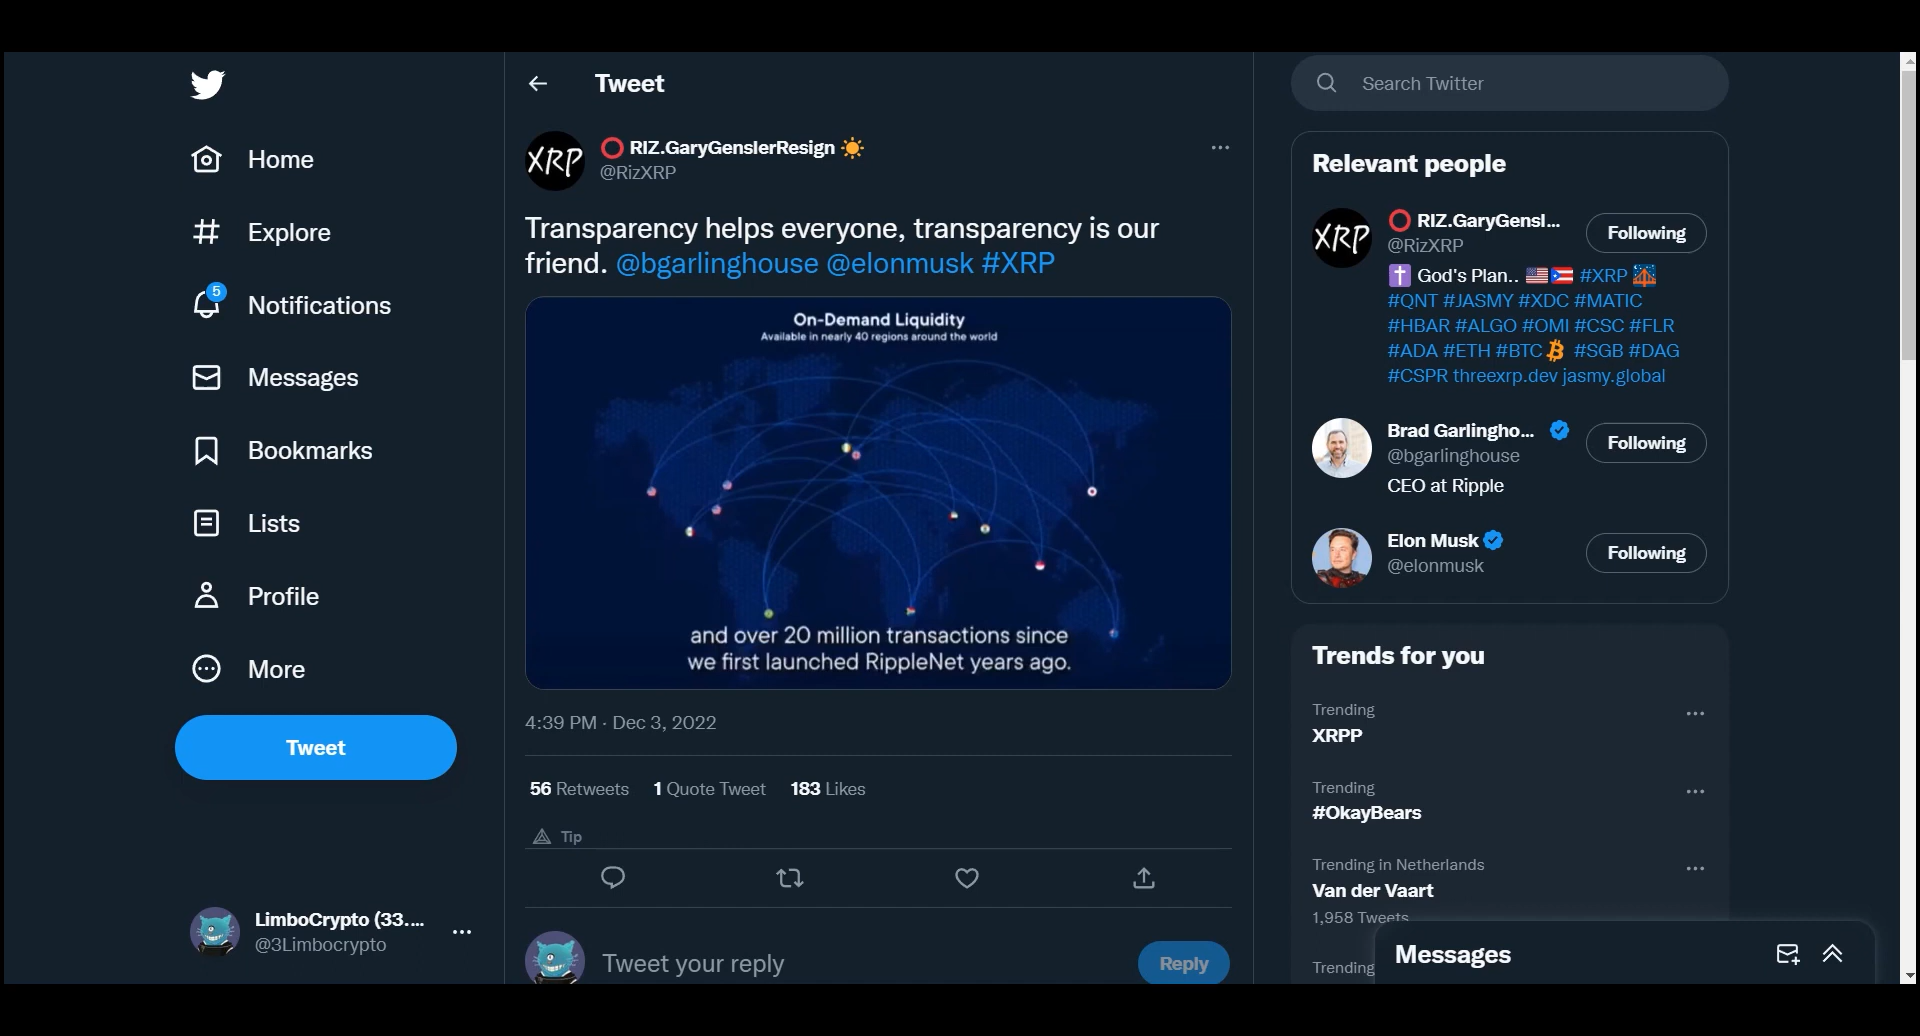 Home
Explore
5
Notifications
Messages
Bookmarks
Lists
Profile
More
Tweet
LimboCrypto (33....
@3Limbocrypto
Tweet
XRP
RIZ.GaryGenslerResign
@RizXRP
Transparency helps everyone, transparency is our
friend. @bgarlinghouse @elonmusk #XRP
On-Demand Liquidity
Available in nearly 40 regions around the world
and over 20 million transactions since
we first launched RippleNet years ago.
4:39 PM · Dec 3, 2022
56 Retweets 1 Quote Tweet 183 Likes
Tip
Tweet your reply
Reply
Search Twitter
Relevant people
XRP
RIZ.GaryGensl...
@RizXRP
Following
God's Plan.. #XRP
#QNT #JASMY #XDC #MATIC
#HBAR #ALGO #OMI #CSC #FLR
#ADA #ETH #BTC #SGB #DAG
#CSPR threexrp.dev jasmy.global
Brad Garlingho...
@bgarlinghouse
Following
CEO at Ripple
Elon Musk
@elonmusk
Following
Trends for you
Trending
XRPP
Trending
#OkayBears
Trending in Netherlands
Van der Vaart
1,958 Tweets
Trending
Messages